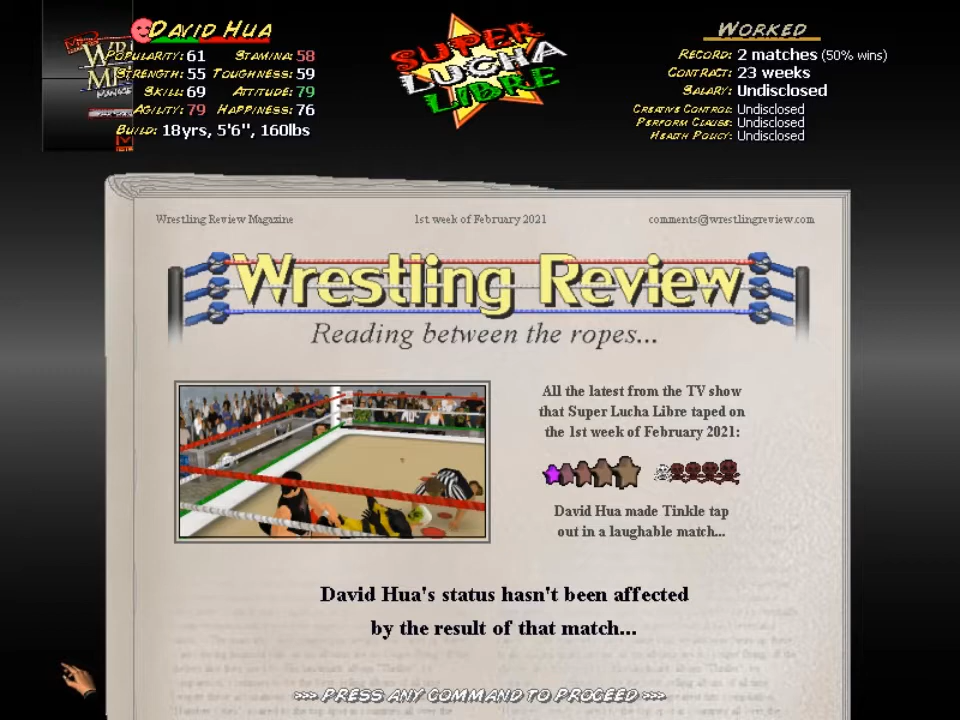 DAVID HUA
POPULARITY: 61 STAMINA: 58
STRENGTH: 55 TOUGHNESS: 59
SKILL: 69 ATTITUDE: 79
AGILITY: 79 HAPPINESS: 76
BUILD: 18yrs, 5'6", 160lbs
SUPER
LUCHA
LIBRE
WORKED
RECORD: 2 matches (50% wins)
CONTRACT: 23 weeks
SALARY: Undisclosed
CREATIVE CONTROL: Undisclosed
PERFORM CLAUSE: Undisclosed
HEALTH POLICY: Undisclosed
Wrestling Review Magazine 1st week of February 2021 comments@wrestlingreview.com
Wrestling Review
Reading between the ropes...
All the latest from the TV show
that Super Lucha Libre taped on
the 1st week of February 2021:
David Hua made Tinkle tap
out in a laughable match...
David Hua's status hasn't been affected
by the result of that match...
>>> PRESS ANY COMMAND TO PROCEED >>>